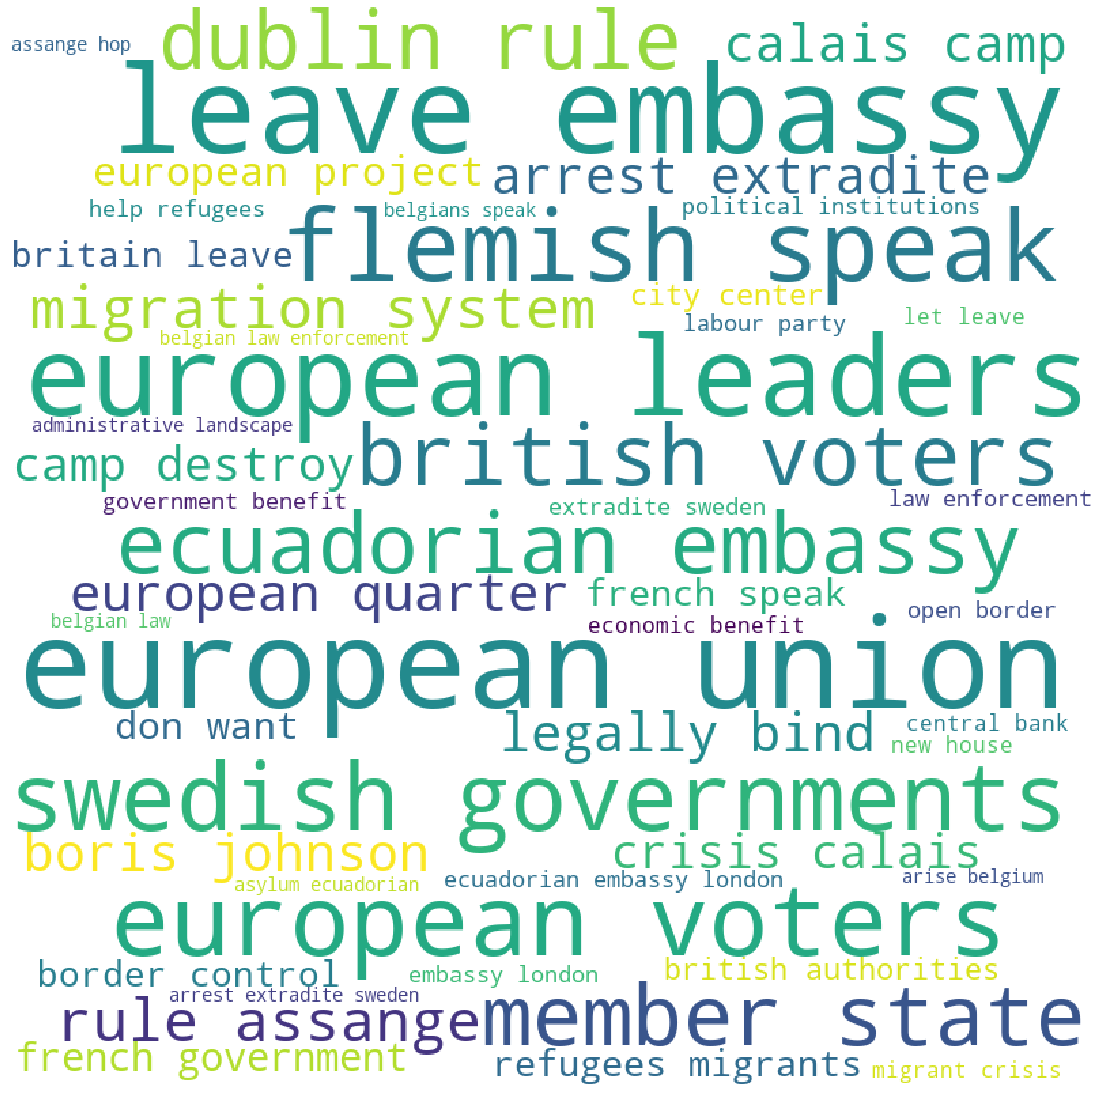 assange hop
dublin rule
calais camp
leave embassy
european project
arrest extradite
help refugees
belgians speak
political institutions
britain leave
flemish speak
migration system
city center
labour party
let leave
belgian law enforcement
european leaders
administrative landscape
camp destroy
british voters
government benefit
extradite sweden
law enforcement
ecuadorian embassy
european quarter
french speak
open border
belgian law
economic benefit
european union
don want
legally bind
central bank
new house
swedish governments
boris johnson
crisis calais
asylum ecuadorian
ecuadorian embassy london
arise belgium
european voters
border control
embassy london
british authorities
arrest extradite sweden
rule assange
member state
french government
refugees migrants
migrant crisis